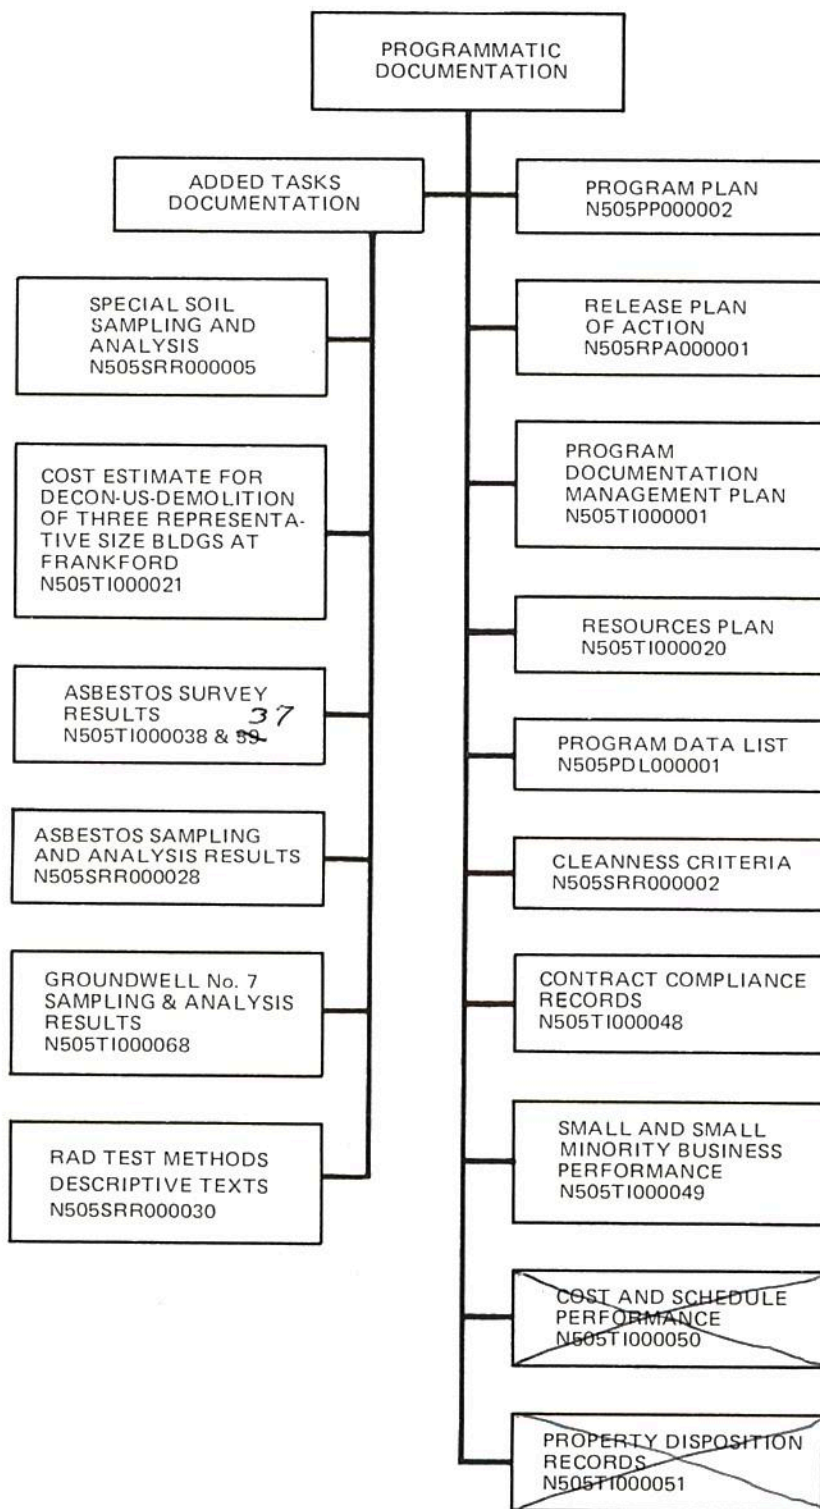 PROGRAMMATIC
DOCUMENTATION
ADDED TASKS
DOCUMENTATION
SPECIAL SOIL
SAMPLING AND
ANALYSIS
N505SRR000005
COST ESTIMATE FOR
DECON-US-DEMOLITION
OF THREE REPRESENTA-
TIVE SIZE BLDGS AT
FRANKFORD
N505TI000021
ASBESTOS SURVEY
RESULTS
37
N505TI000038 & 39
ASBESTOS SAMPLING
AND ANALYSIS RESULTS
N505SRR000028
GROUNDWELL No. 7
SAMPLING & ANALYSIS
RESULTS
N505TI000068
RAD TEST METHODS
DESCRIPTIVE TEXTS
N505SRR000030
PROGRAM PLAN
N505PP000002
RELEASE PLAN
OF ACTION
N505RPA000001
PROGRAM
DOCUMENTATION
MANAGEMENT PLAN
N505TI000001
RESOURCES PLAN
N505TI000020
PROGRAM DATA LIST
N505PDL000001
CLEANNESS CRITERIA
N505SRR000002
CONTRACT COMPLIANCE
RECORDS
N505TI000048
SMALL AND SMALL
MINORITY BUSINESS
PERFORMANCE
N505TI000049
COST AND SCHEDULE
PERFORMANCE
N505TI000050
PROPERTY DISPOSITION
RECORDS
N505TI000051